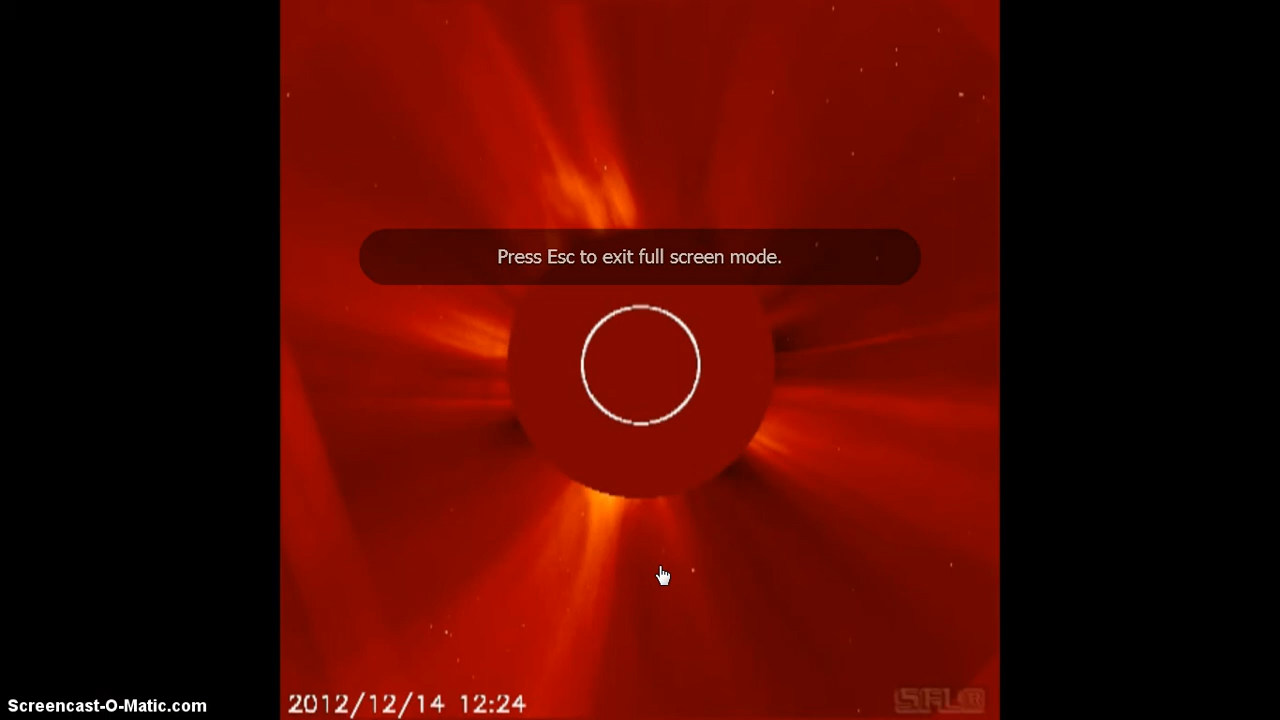 Press Esc to exit full screen mode.
2012/12/14 12:24
Screencast-O-Matic.com